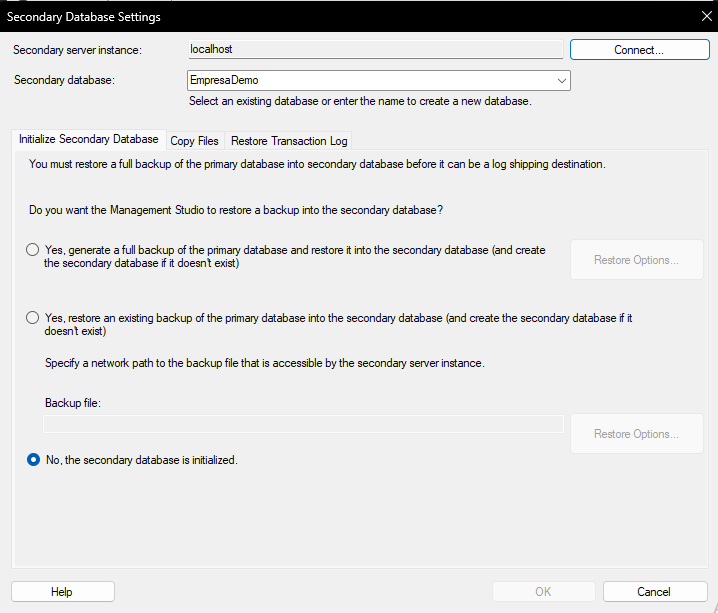 Secondary Database Settings
Secondary server instance:
localhost
Connect...
Secondary database:
EmpresaDemo
Select an existing database or enter the name to create a new database.
Initialize Secondary Database
Copy Files
Restore Transaction Log
You must restore a full backup of the primary database into secondary database before it can be a log shipping destination.
Do you want the Management Studio to restore a backup into the secondary database?
Yes, generate a full backup of the primary database and restore it into the secondary database (and create
the secondary database if it doesn't exist)
Restore Options...
Yes, restore an existing backup of the primary database into the secondary database (and create the secondary database if it
doesn't exist)
Specify a network path to the backup file that is accessible by the secondary server instance.
Backup file:
Restore Options...
No, the secondary database is initialized.
Help
OK
Cancel